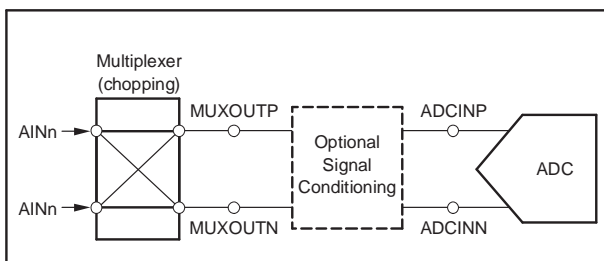 Multiplexer
(chopping)
MUXOUTP
ADCINP
AINn
Optional
Signal
Conditioning
ADC
AINn
MUXOUTN
ADCINN